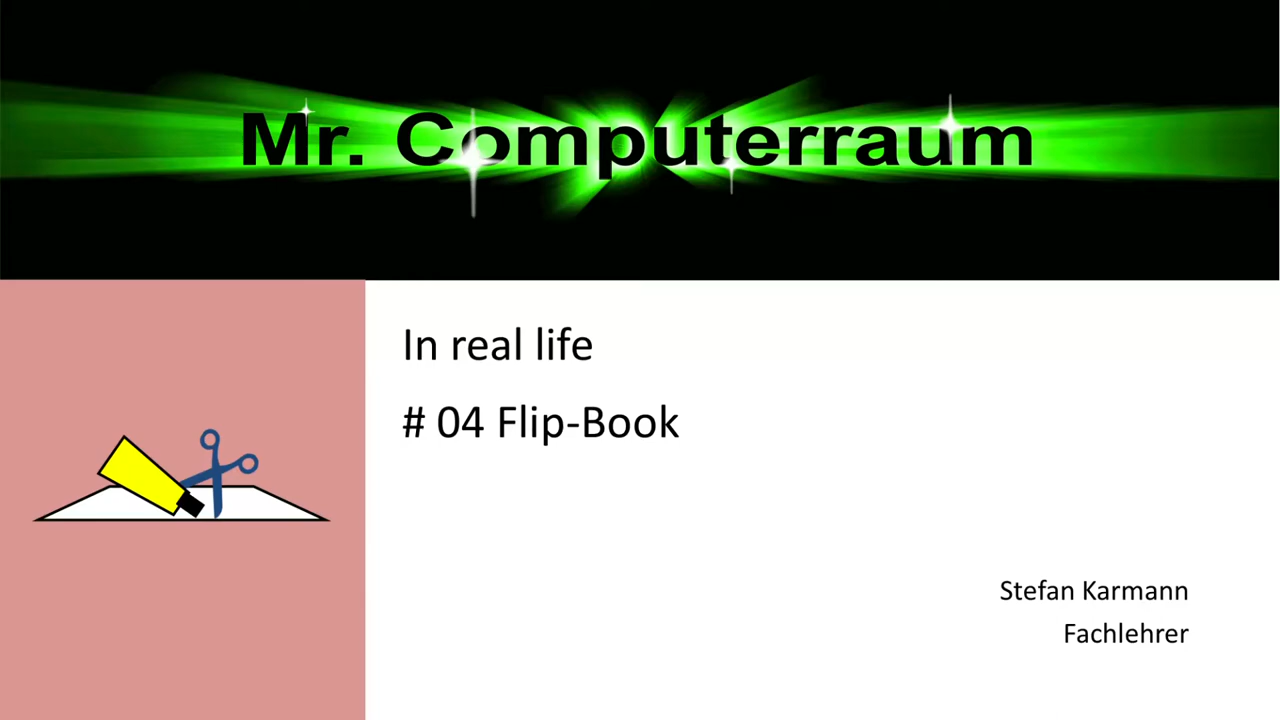 Mr. Computerraum
In real life
# 04 Flip-Book
Stefan Karmann
Fachlehrer